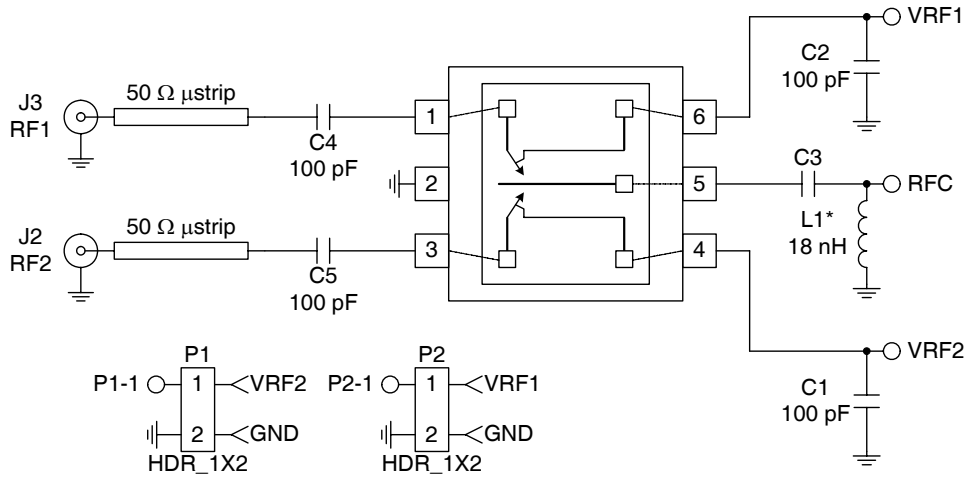 VRF1
C2
100 pF
J3
RF1
50 Ω μstrip
C4
100 pF
1
2
3
6
5
4
C3
RFC
L1*
18 nH
J2
RF2
50 Ω μstrip
C5
100 pF
VRF2
C1
100 pF
P1
P1-1
1
VRF2
2
GND
HDR_1X2
P2
P2-1
1
VRF1
2
GND
HDR_1X2